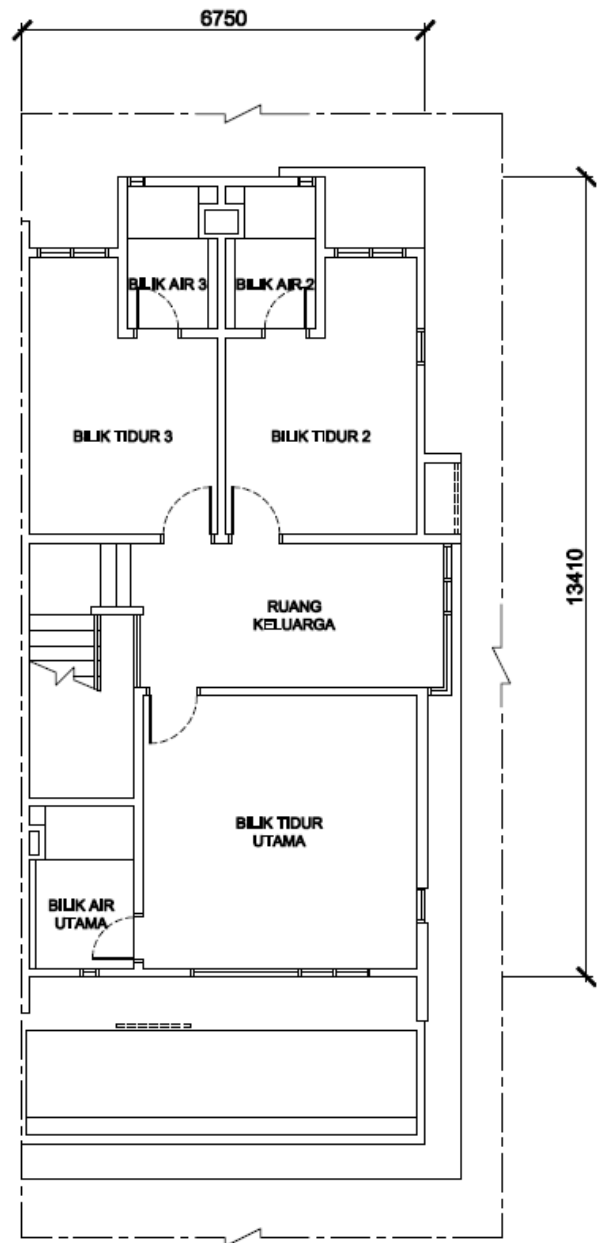 6750
BILIK AIR 3
BILIK AIR 2
BILIK TIDUR 3
BILIK TIDUR 2
13410
RUANG
KELUARGA
BILIK TIDUR
UTAMA
BILIK AIR
UTAMA